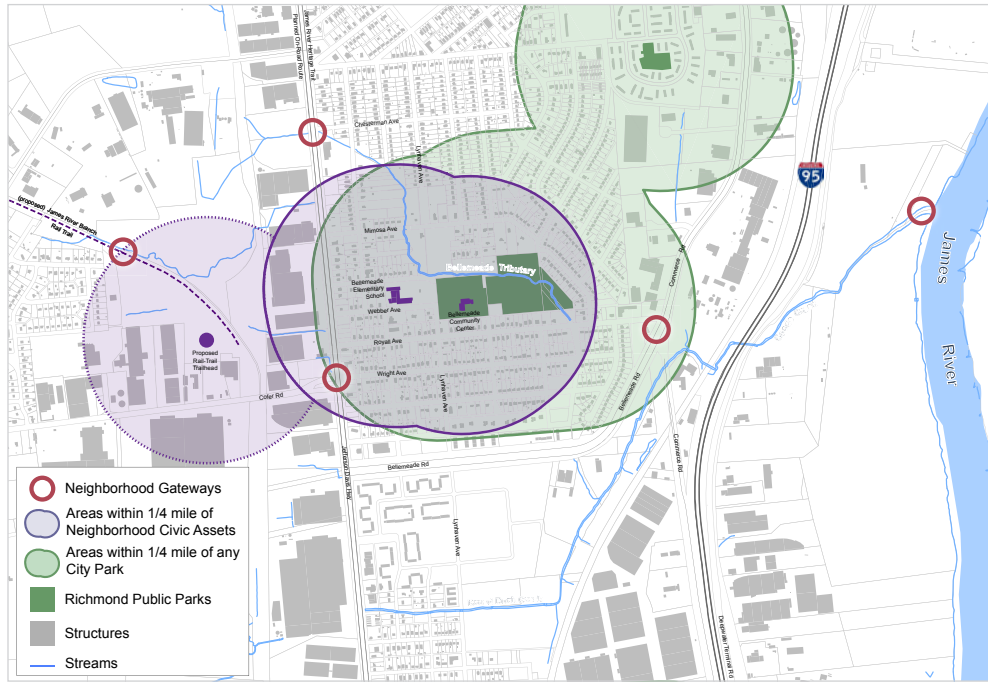 James River Heritage Trail
Planned On-Road Route
Chesterman Ave
Lynhaven Ave
95
(proposed) James River Branch
Rail Trail
Mimosa Ave
Commerce Rd
James
River
Bellemeade Tributary
Bellemeade
Elementary
School
Webber Ave
Bellemeade
Community
Center
Proposed
Rail-Trail
Trailhead
Royall Ave
Wright Ave
Lynhaven Ave
Bellemeade Rd
Cofer Rd
Jefferson Davis Hwy
Bellemeade Rd
Commerce Rd
Lynhaven Ave
Deepwater Terminal Rd
Neighborhood Gateways
Areas within 1/4 mile of
Neighborhood Civic Assets
Areas within 1/4 mile of any
City Park
Richmond Public Parks
Structures
Streams